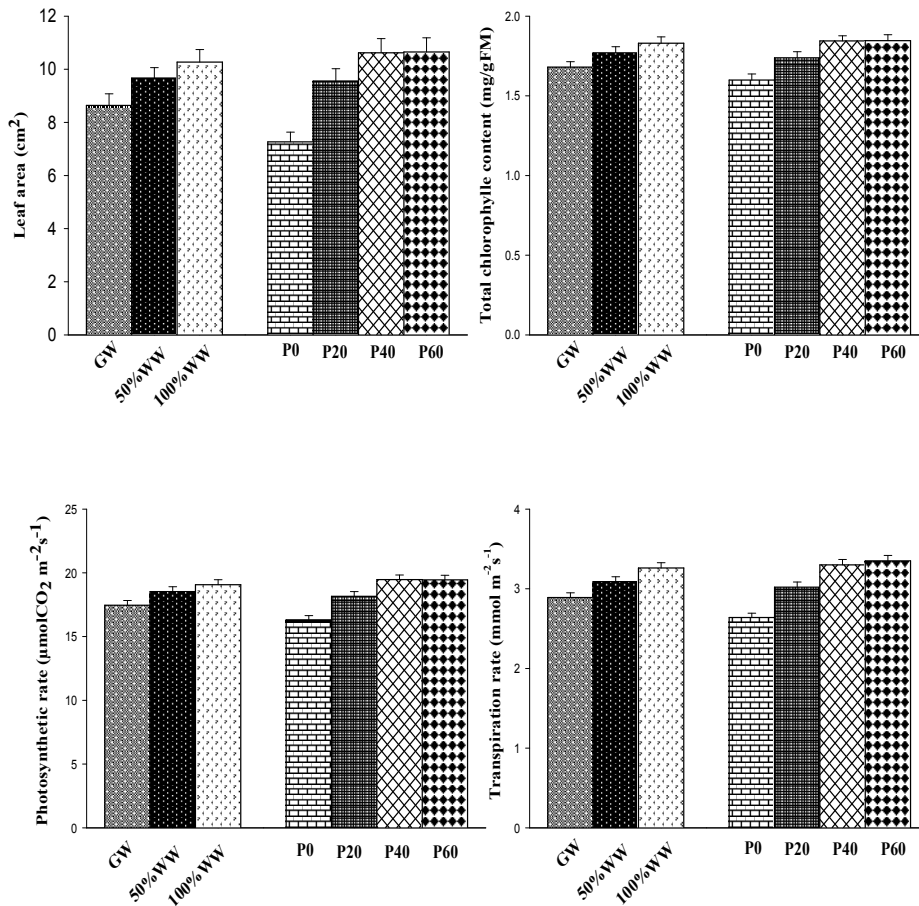 Leaf area (cm²)
12
10
8
6
4
2
0
GW
50%WW
100%WW
P0 P20 P40 P60
Total chlorophylle content (mg/gFM)
2.0
1.5
1.0
0.5
0.0
GW
50%WW
100%WW
P0 P20 P40 P60
Photosynthetic rate (µmolCO₂ m⁻²s⁻¹)
25
20
15
10
5
0
GW
50%WW
100%WW
P0 P20 P40 P60
Transpiration rate (mmol m⁻² s⁻¹)
4
3
2
1
0
GW
50%WW
100%WW
P0 P20 P40 P60